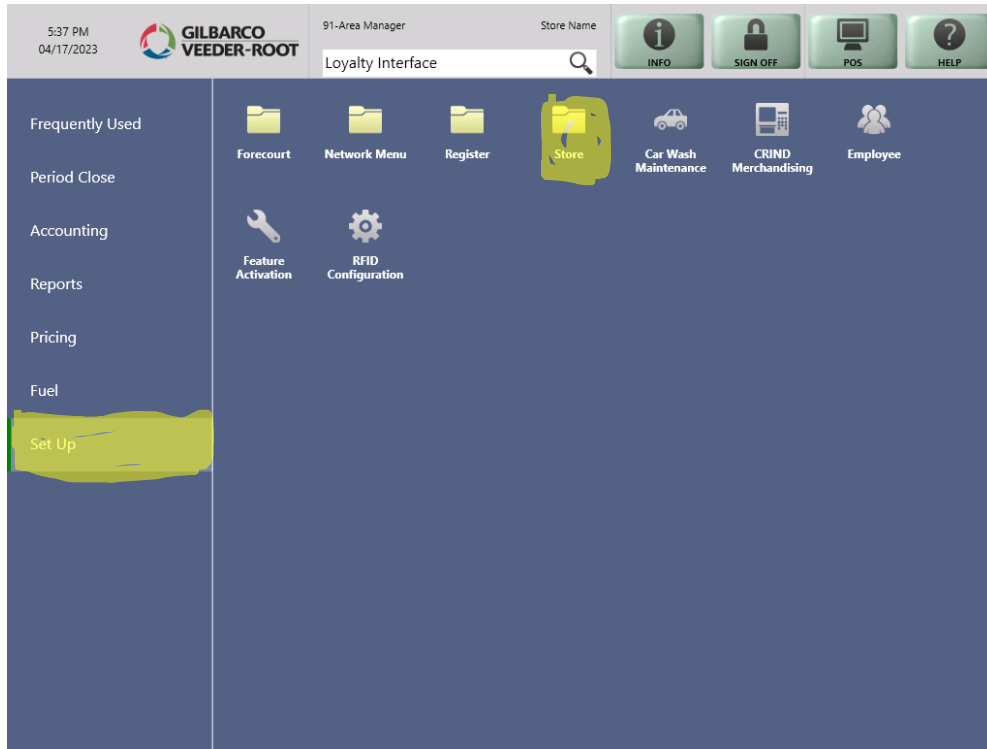 5:37 PM
04/17/2023
GILBARCO
VEEDER-ROOT
91-Area Manager
Store Name
Loyalty Interface
INFO
SIGN OFF
POS
HELP
Frequently Used
Period Close
Accounting
Reports
Pricing
Fuel
Set Up
Forecourt
Network Menu
Register
Store
Car Wash
Maintenance
CRIND
Merchandising
Employee
Feature
Activation
RFID
Configuration